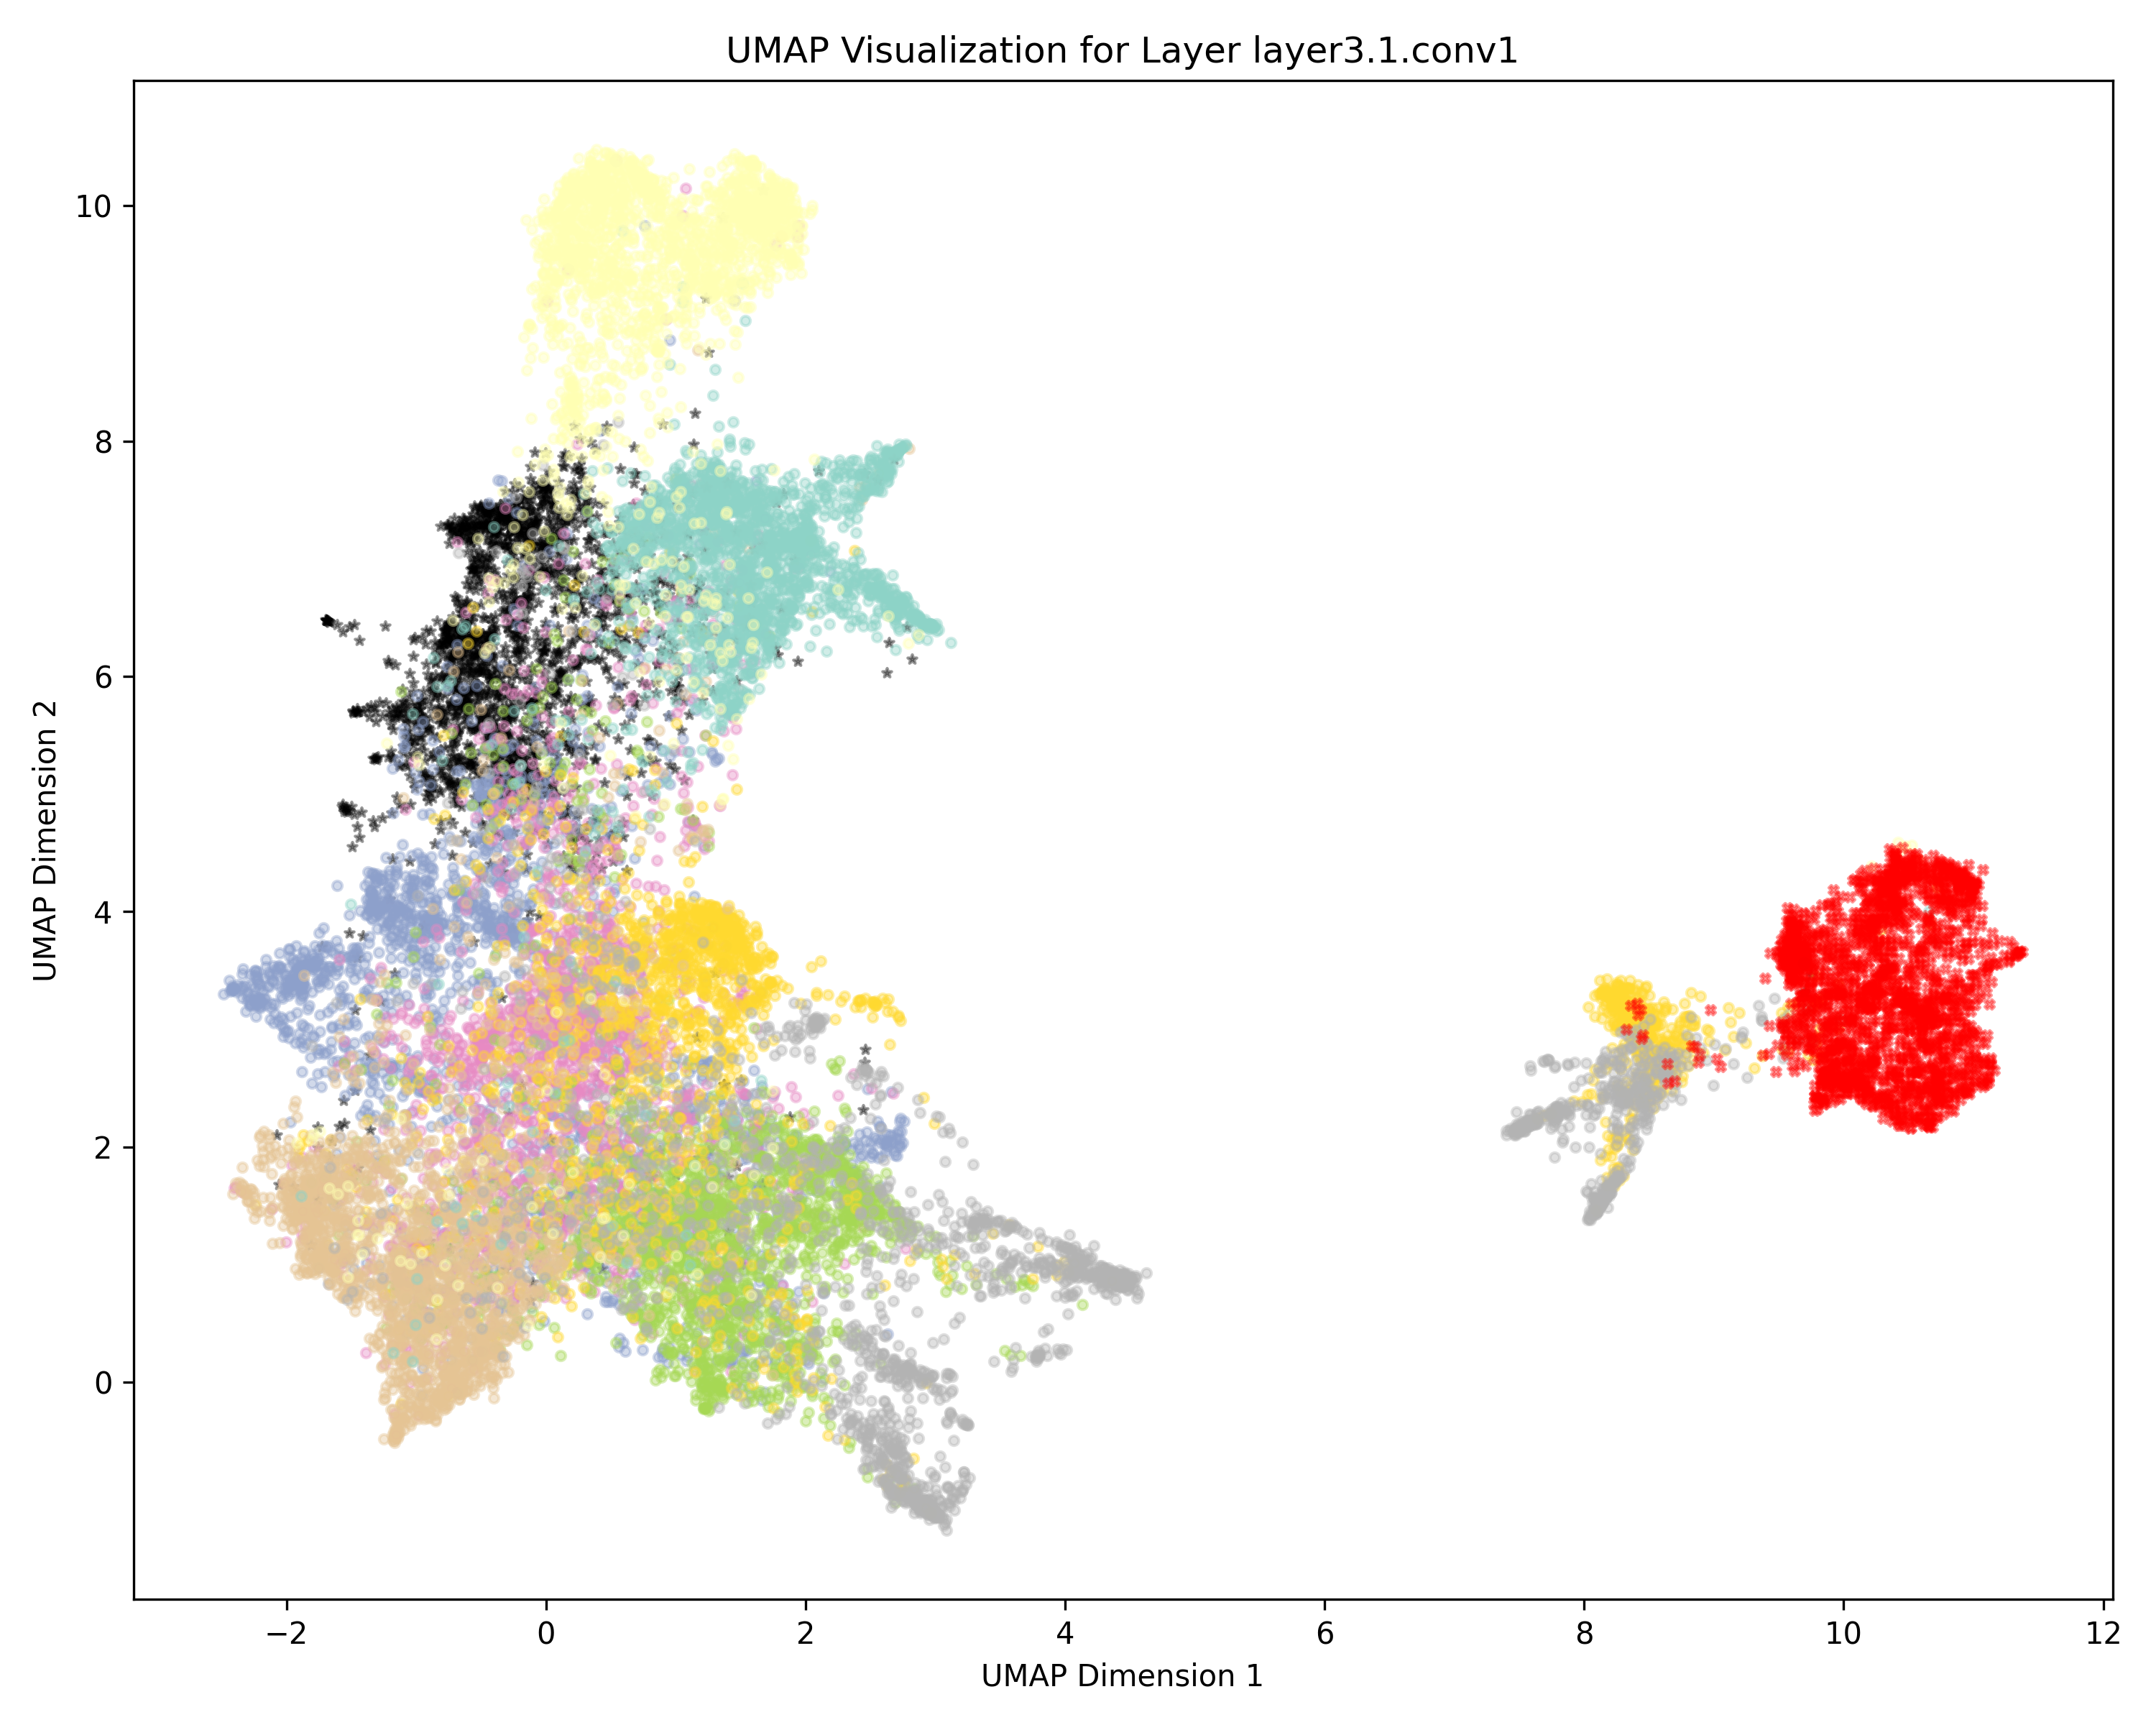 UMAP Visualization for Layer layer3.1.conv1
10
8
6
4
2
0
UMAP Dimension 2
−2 0 2 4 6 8 10 12
UMAP Dimension 1